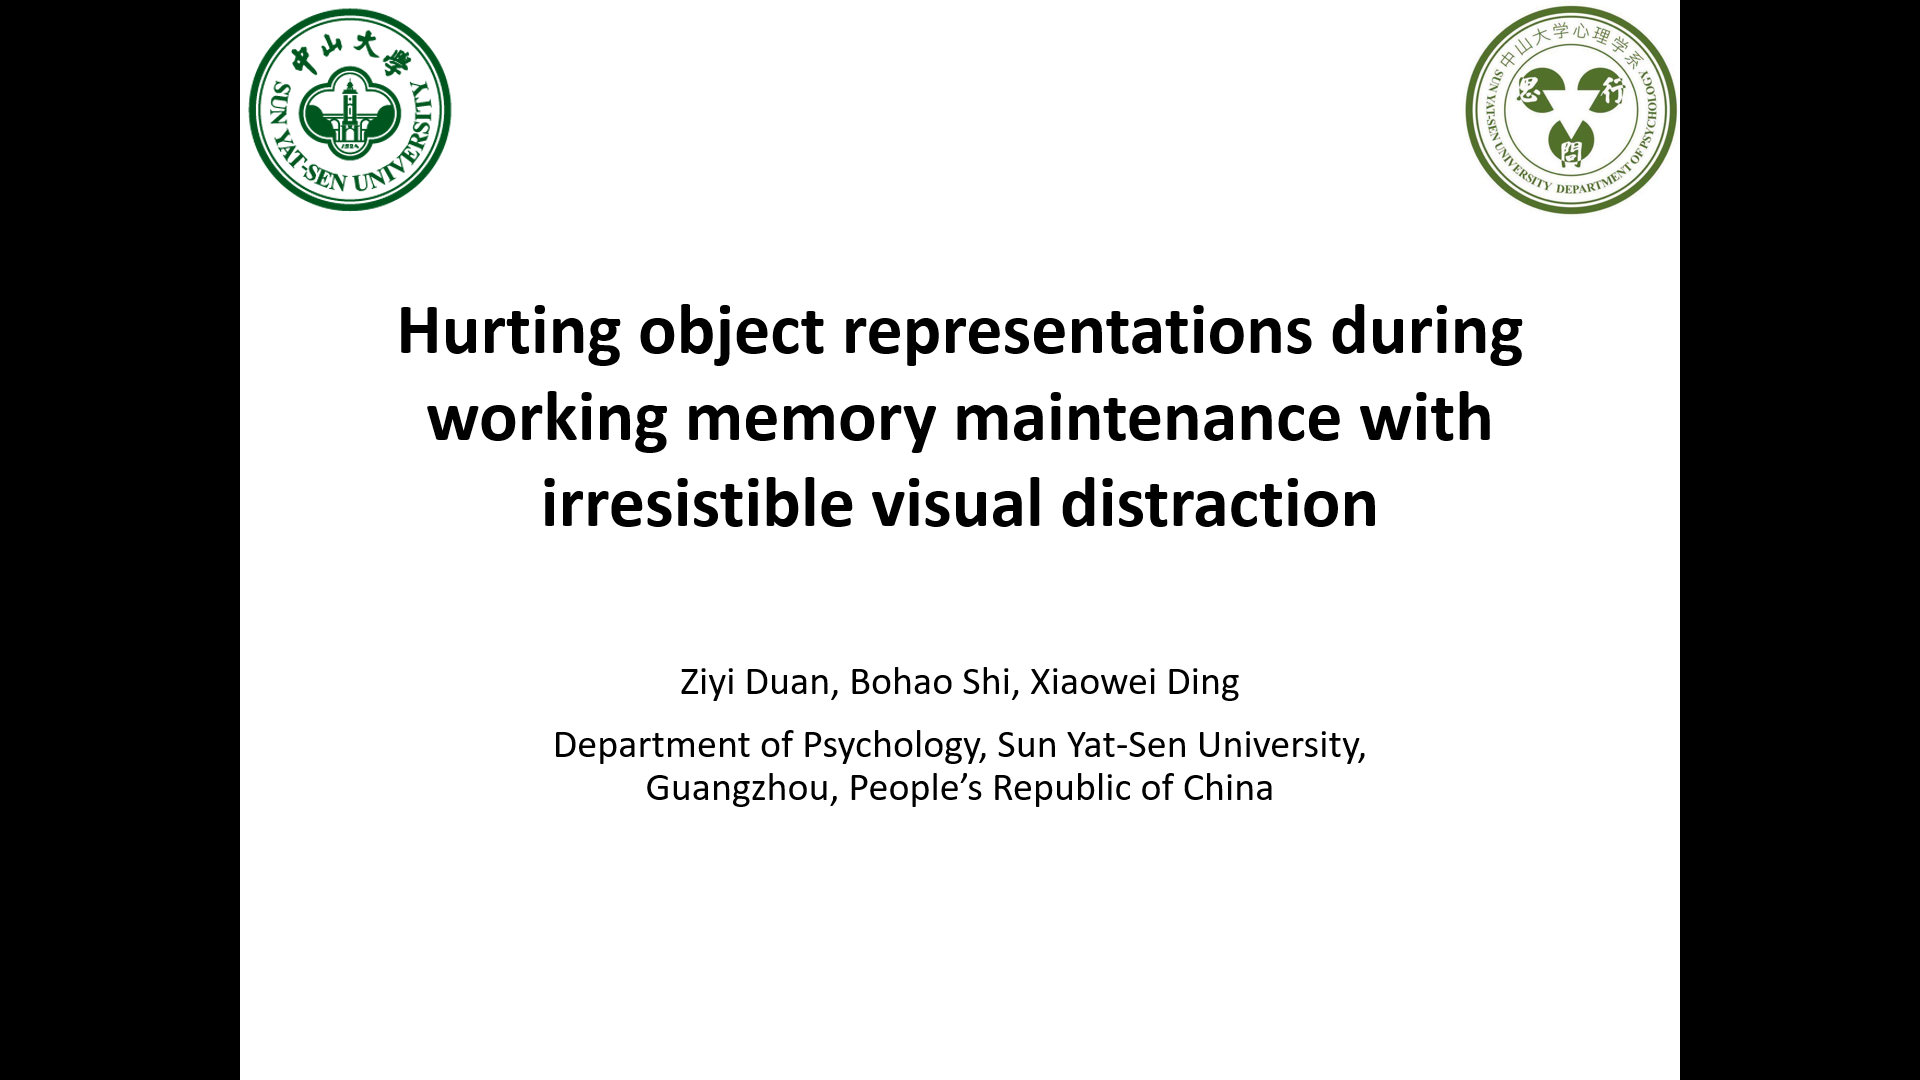 中山大學
SUN YAT-SEN UNIVERSITY
1924
中山大学心理学系
SUN YAT-SEN UNIVERSITY DEPARTMENT OF PSYCHOLOGY
思 行
問
Hurting object representations during
working memory maintenance with
irresistible visual distraction
Ziyi Duan, Bohao Shi, Xiaowei Ding
Department of Psychology, Sun Yat-Sen University,
Guangzhou, People’s Republic of China